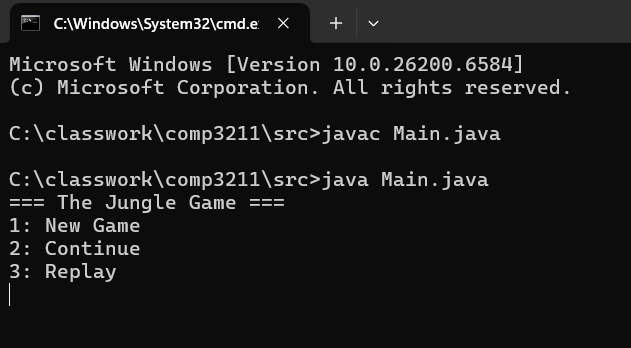 C:\Windows\System32\cmd.e
Microsoft Windows [Version 10.0.26200.6584]
(c) Microsoft Corporation. All rights reserved.
C:\classwork\comp3211\src>javac Main.java
C:\classwork\comp3211\src>java Main.java
=== The Jungle Game ===
1: New Game
2: Continue
3: Replay